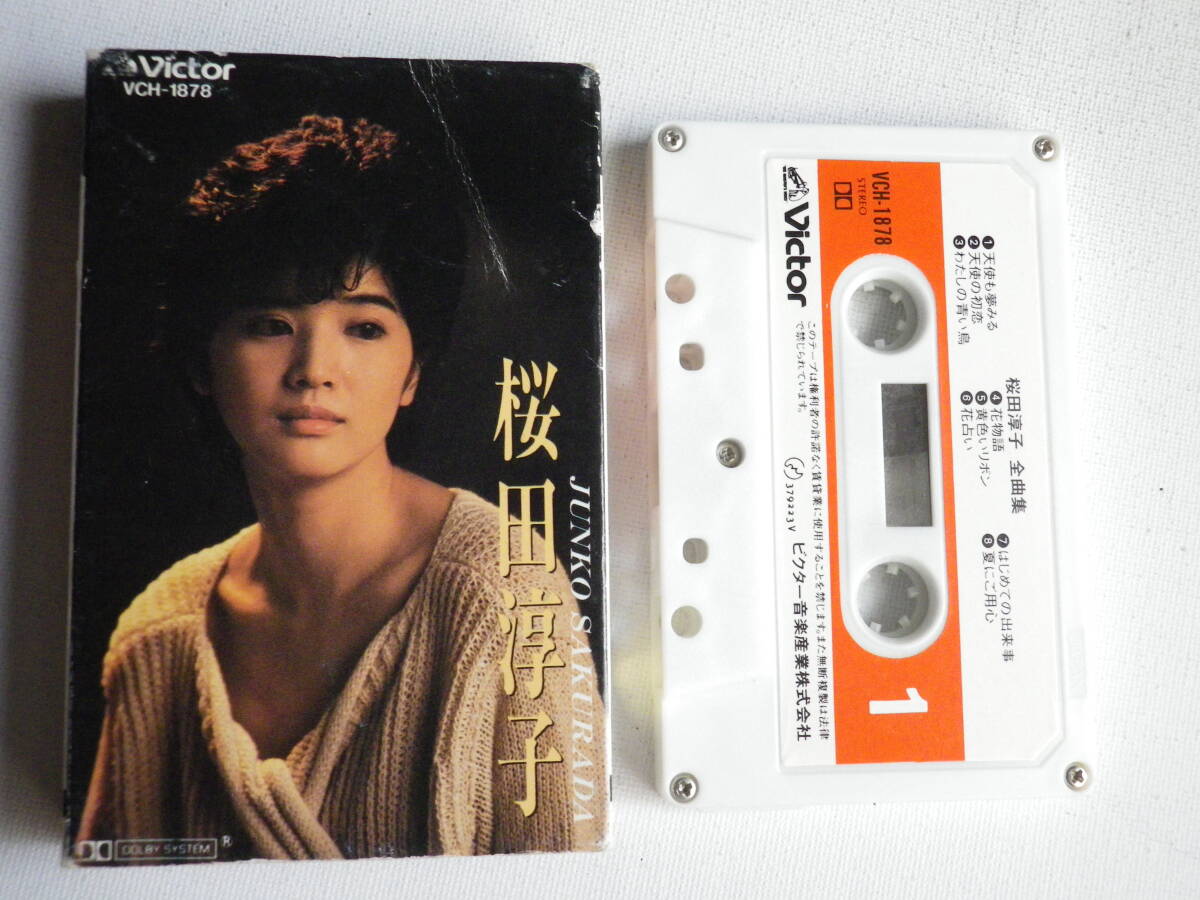 Victor
VCH-1878
桜田淳子
JUNKO SAKURADA
DOLBY SYSTEM ®
VCH-1878
STEREO
Victor
桜田淳子 全曲集
❶天使も夢みる
❷天使の初恋
❸わたしの青い鳥
❹花物語
❺黄色いリボン
❻花占い
❼はじめての出来事
❽夏にご用心
1
このテープは権利者の許諾なく賃貸業に使用することを禁じます。また無断複製は法律
で禁じられています。
379223V
ビクター音楽産業株式会社